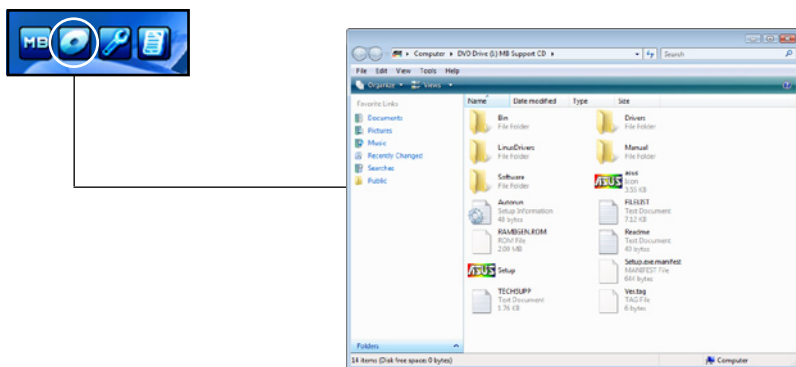 MB
Computer ▸ DVD Drive (E:) MB Support CD ▸
Search
File Edit View Tools Help
Organize Views
Favorite Links
Documents
Pictures
Music
Recently Changed
Searches
Public
Folders
Name Date modified Type Size
Bin
File Folder
Drivers
File Folder
LinuxDrivers
File Folder
Manual
File Folder
Software
File Folder
ASUS
asus
Icon
3.55 KB
Autorun
Setup Information
48 bytes
FILELIST
Text Document
7.12 KB
RAMBGEN.ROM
ROM File
2.00 MB
Readme
Text Document
43 bytes
ASUS
Setup
Setup.exe.manifest
MANIFEST File
644 bytes
TECHSUPP
Text Document
1.76 KB
Ver.tag
TAG File
6 bytes
14 items (Disk free space: 0 bytes)
Computer